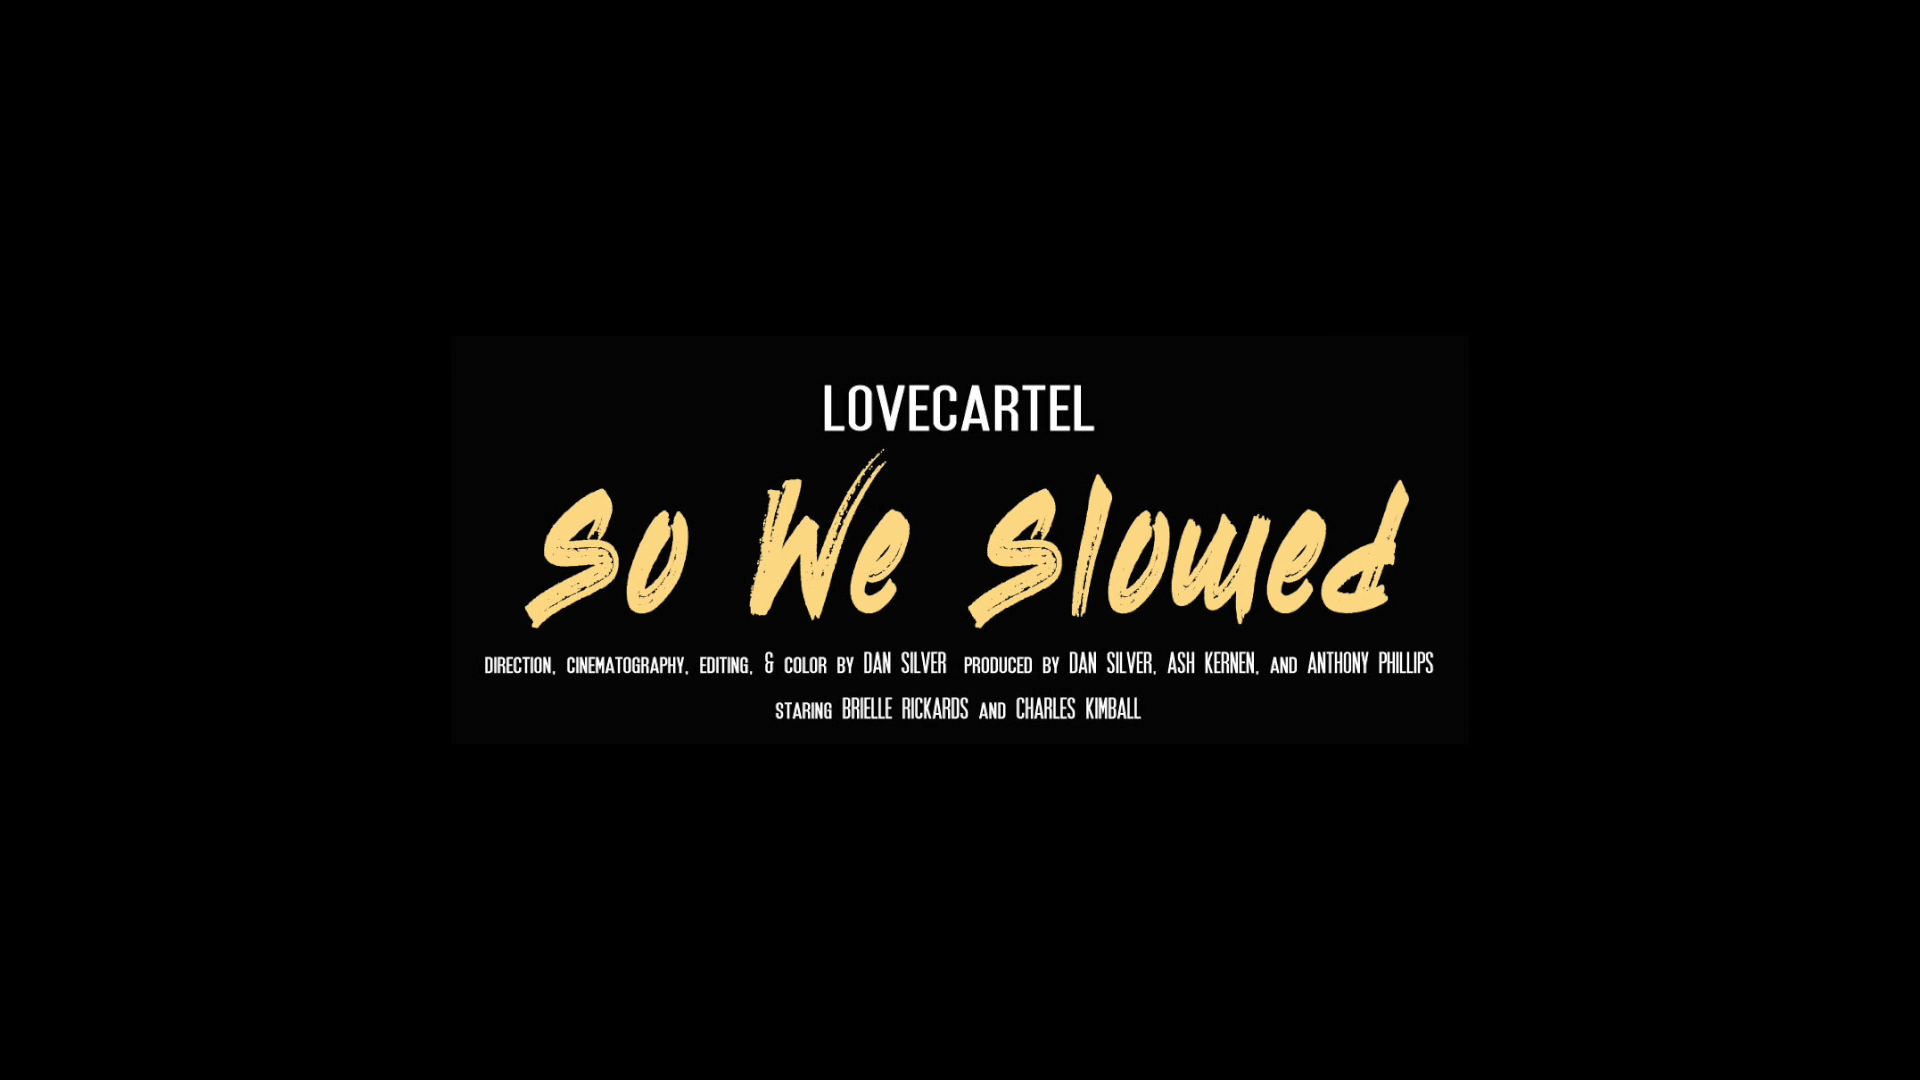 LOVECARTEL
So We Slowed
DIRECTION, CINEMATOGRAPHY, EDITING, & COLOR BY DAN SILVER PRODUCED BY DAN SILVER, ASH KERNEN, AND ANTHONY PHILLIPS
STARING BRIELLE RICKARDS AND CHARLES KIMBALL